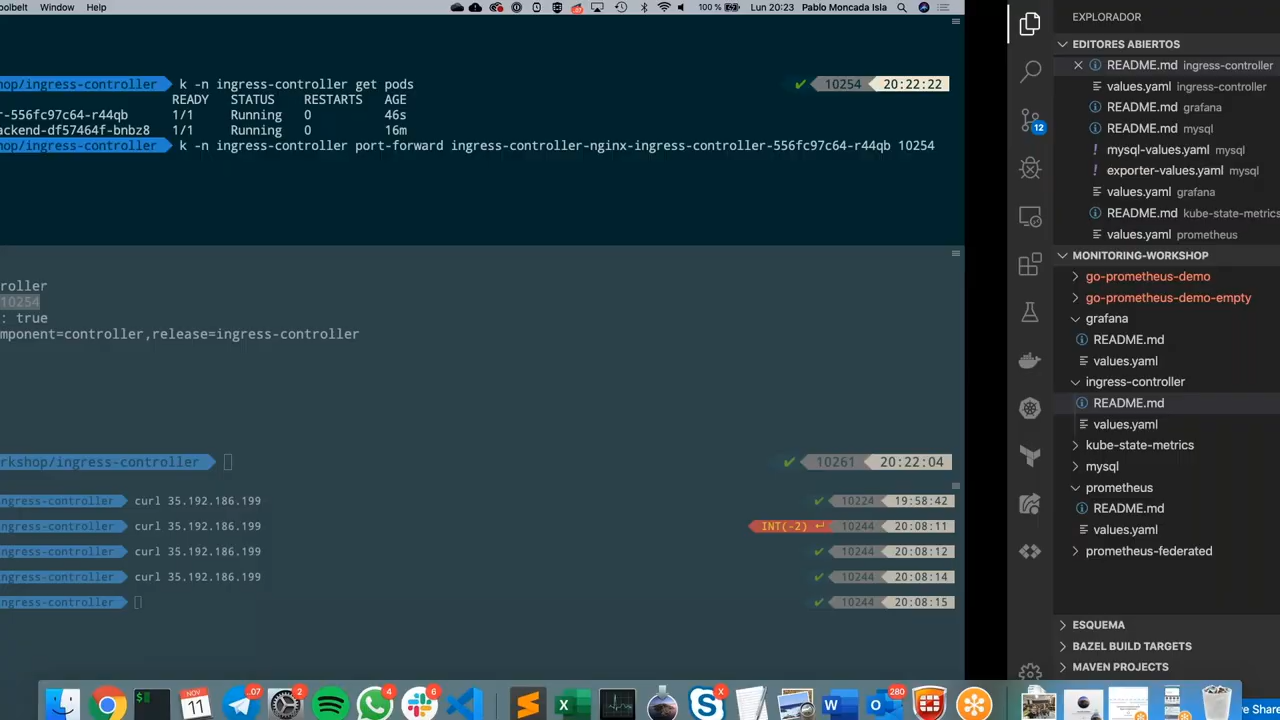 oolbelt Window Help 100 % Lun 20:23 Pablo Moncada Isla
hop/ingress-controller k -n ingress-controller get pods ✔ 10254 20:22:22
READY STATUS RESTARTS AGE
r-556fc97c64-r44qb 1/1 Running 0 46s
ackend-df57464f-bnbz8 1/1 Running 0 16m
hop/ingress-controller k -n ingress-controller port-forward ingress-controller-nginx-ingress-controller-556fc97c64-r44qb 10254
roller
10254
: true
mponent=controller,release=ingress-controller
rkshop/ingress-controller ✔ 10261 20:22:04
ingress-controller curl 35.192.186.199 ✔ 10224 19:58:42
ingress-controller curl 35.192.186.199 INT(-2) ↵ 10244 20:08:11
ingress-controller curl 35.192.186.199 ✔ 10244 20:08:12
ingress-controller curl 35.192.186.199 ✔ 10244 20:08:14
ingress-controller ✔ 10244 20:08:15
EXPLORADOR
EDITORES ABIERTOS
README.md ingress-controller
values.yaml ingress-controller
README.md grafana
README.md mysql
! mysql-values.yaml mysql
! exporter-values.yaml mysql
values.yaml grafana
README.md kube-state-metrics
values.yaml prometheus
12
MONITORING-WORKSHOP
go-prometheus-demo
go-prometheus-demo-empty
grafana
README.md
values.yaml
ingress-controller
README.md
values.yaml
kube-state-metrics
mysql
prometheus
README.md
values.yaml
prometheus-federated
ESQUEMA
BAZEL BUILD TARGETS
MAVEN PROJECTS
$
NOV
11
2
4
6
X
S
X
W
O
280
e Share